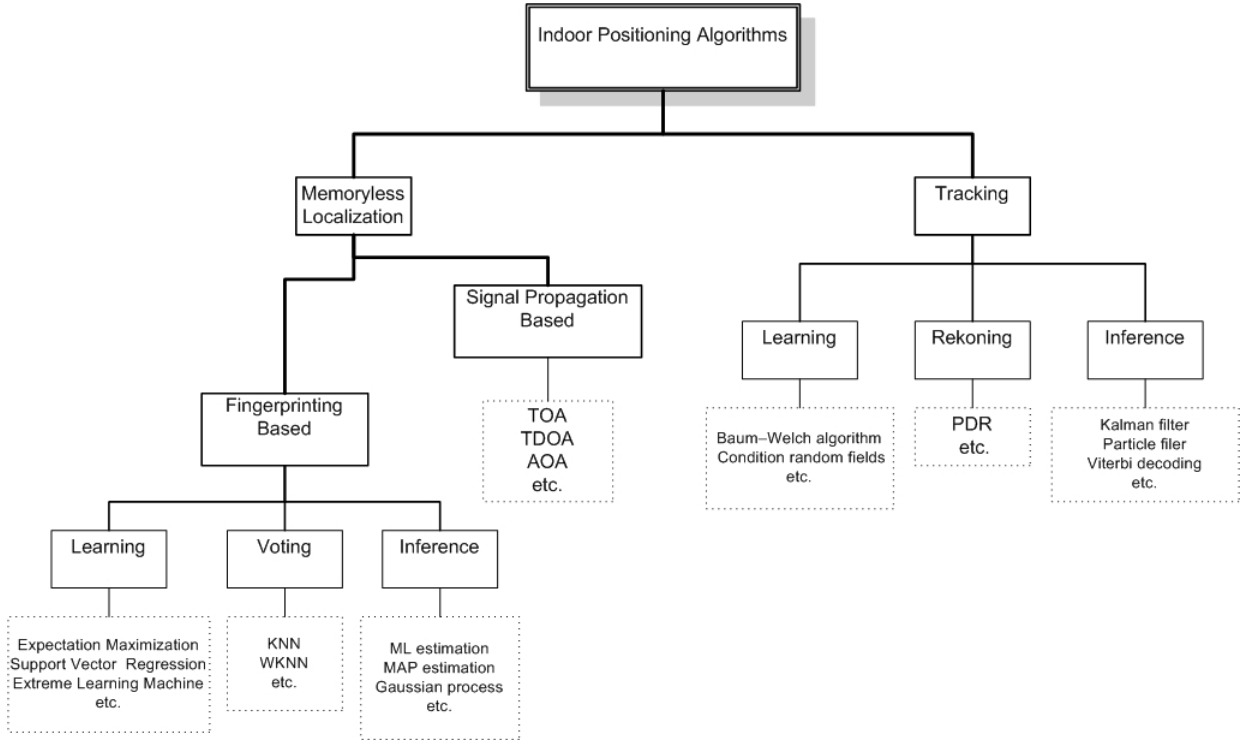 Indoor Positioning Algorithms
Memoryless
Localization
Tracking
Signal Propagation
Based
Learning
Rekoning
Inference
Fingerprinting
Based
TOA
TDOA
AOA
etc.
Baum–Welch algorithm
Condition random fields
etc.
PDR
etc.
Kalman filter
Particle filer
Viterbi decoding
etc.
Learning
Voting
Inference
Expectation Maximization
Support Vector Regression
Extreme Learning Machine
etc.
KNN
WKNN
etc.
ML estimation
MAP estimation
Gaussian process
etc.